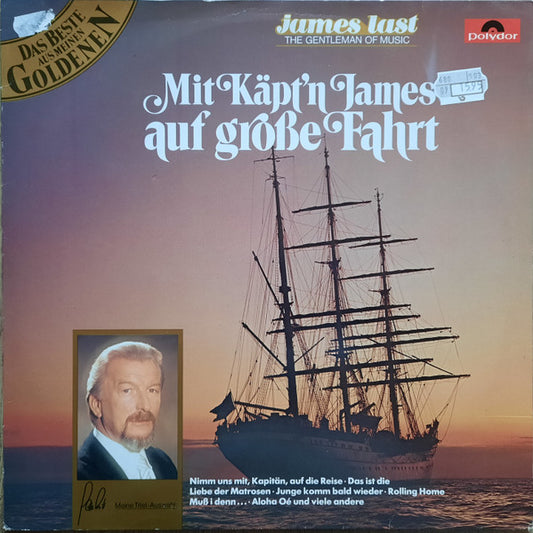 DAS BESTE
AUS MEINEN
GOLDENEN
james last
THE GENTLEMAN OF MUSIC
polydor
Mit Käpt'n James
auf große Fahrt
1595
Nimm uns mit, Kapitän, auf die Reise · Das ist die
Liebe der Matrosen · Junge komm bald wieder · Rolling Home
Muß i denn... · Aloha Oé und viele andere
Meine Titel-Auswahl